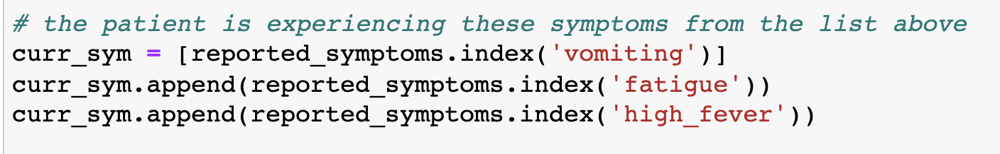 # the patient is experiencing these symptoms from the list above
curr_sym = [reported_symptoms.index('vomiting')]
curr_sym.append(reported_symptoms.index('fatigue'))
curr_sym.append(reported_symptoms.index('high_fever'))